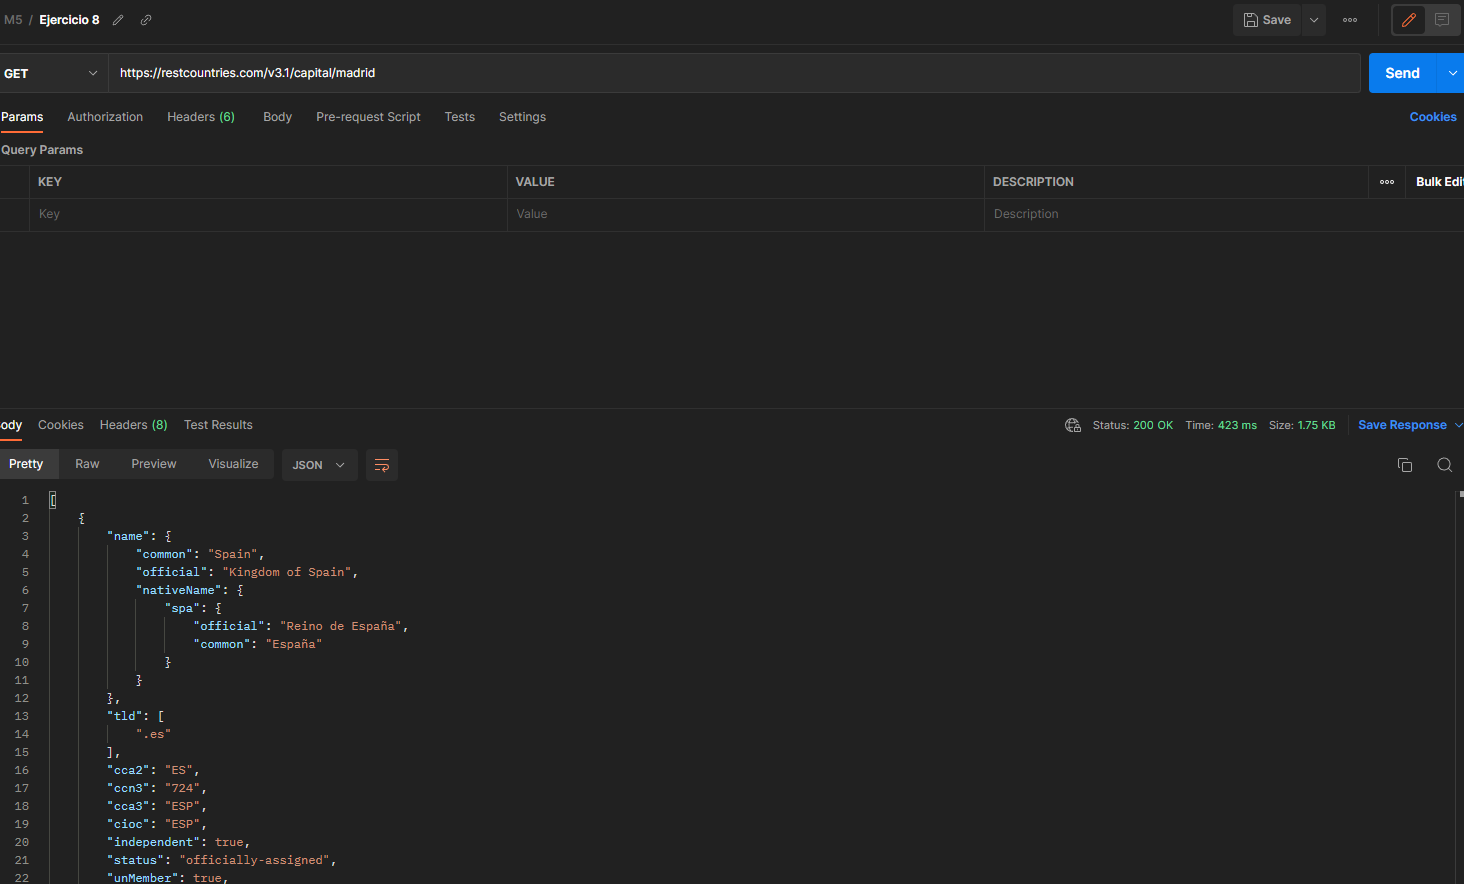 M5 / Ejercicio 8
Save
GET
https://restcountries.com/v3.1/capital/madrid
Send
Params Authorization Headers (6) Body Pre-request Script Tests Settings
Cookies
Query Params
KEY VALUE DESCRIPTION Bulk Edit
Key Value Description
ody Cookies Headers (8) Test Results
Status: 200 OK Time: 423 ms Size: 1.75 KB Save Response
Pretty Raw Preview Visualize JSON
1 [
2 {
3 "name": {
4 "common": "Spain",
5 "official": "Kingdom of Spain",
6 "nativeName": {
7 "spa": {
8 "official": "Reino de España",
9 "common": "España"
10 }
11 }
12 },
13 "tld": [
14 ".es"
15 ],
16 "cca2": "ES",
17 "ccn3": "724",
18 "cca3": "ESP",
19 "cioc": "ESP",
20 "independent": true,
21 "status": "officially-assigned",
22 "unMember": true,